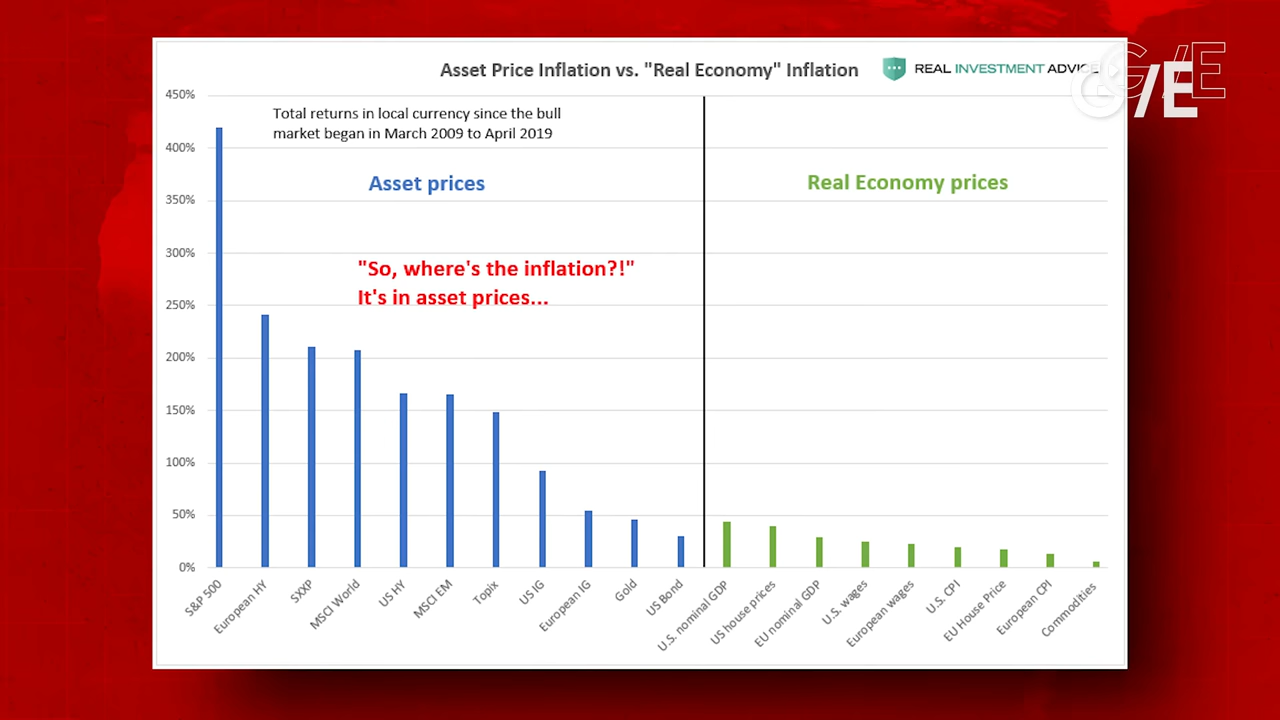 Asset Price Inflation vs. "Real Economy" Inflation
REAL INVESTMENT ADVICE
G/E
G/E
450%
400%
350%
300%
250%
200%
150%
100%
50%
0%
Total returns in local currency since the bull
market began in March 2009 to April 2019
Asset prices
Real Economy prices
"So, where's the inflation?!"
It's in asset prices...
S&P 500
European HY
SXXP
MSCI World
US HY
MSCI EM
Topix
US IG
European IG
Gold
US Bond
U.S. nominal GDP
US house prices
EU nominal GDP
U.S. wages
European wages
U.S. CPI
EU House Price
European CPI
Commodities